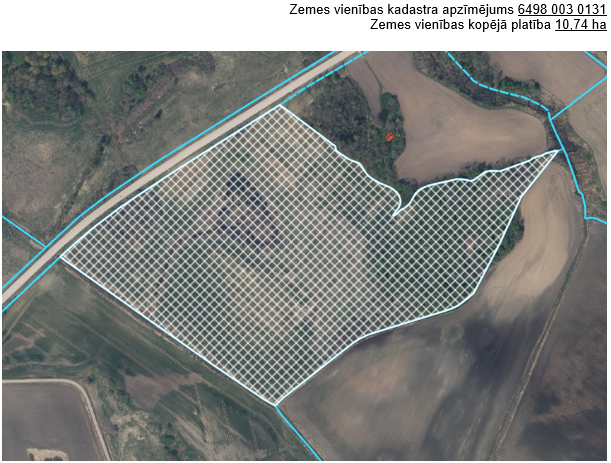 Zemes vienības kadastra apzīmējums 6498 003 0131
Zemes vienības kopējā platība 10,74 ha